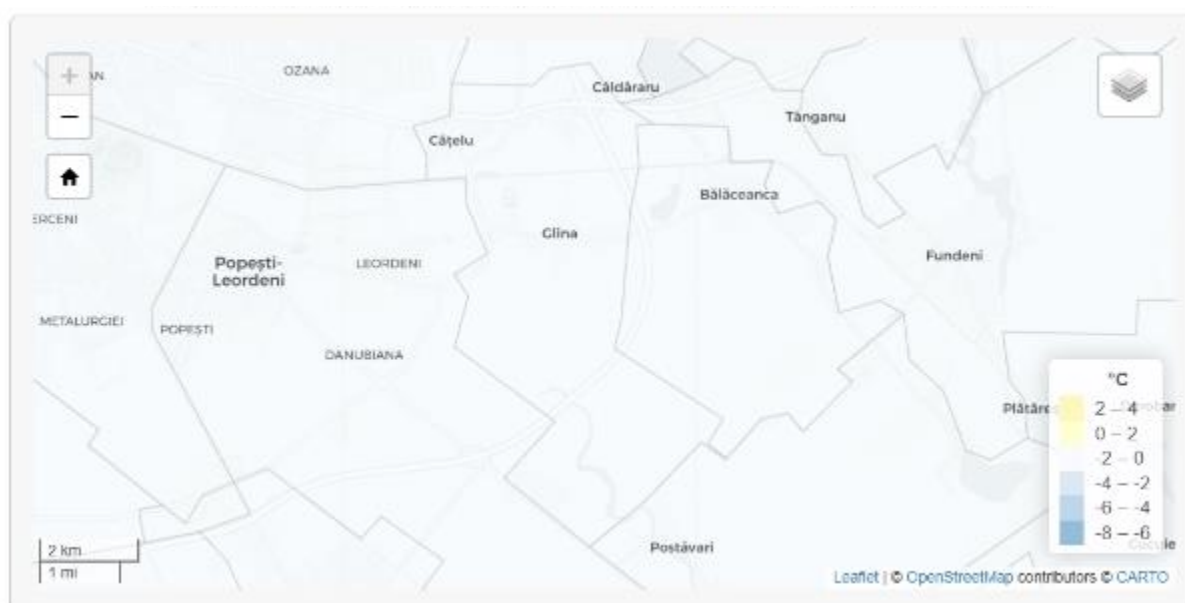 +
−
OZANA
Căldăraru
Tânganu
Cățelu
Bălăceanca
ERCENI
Glina
Fundeni
Popești-
Leordeni
LEORDENI
METALURGIEI
POPEȘTI
DANUBIANA
Postăvari
°C
2 – 4
0 – 2
-2 – 0
-4 – -2
-6 – -4
-8 – -6
2 km
1 mi
Leaflet | © OpenStreetMap contributors © CARTO